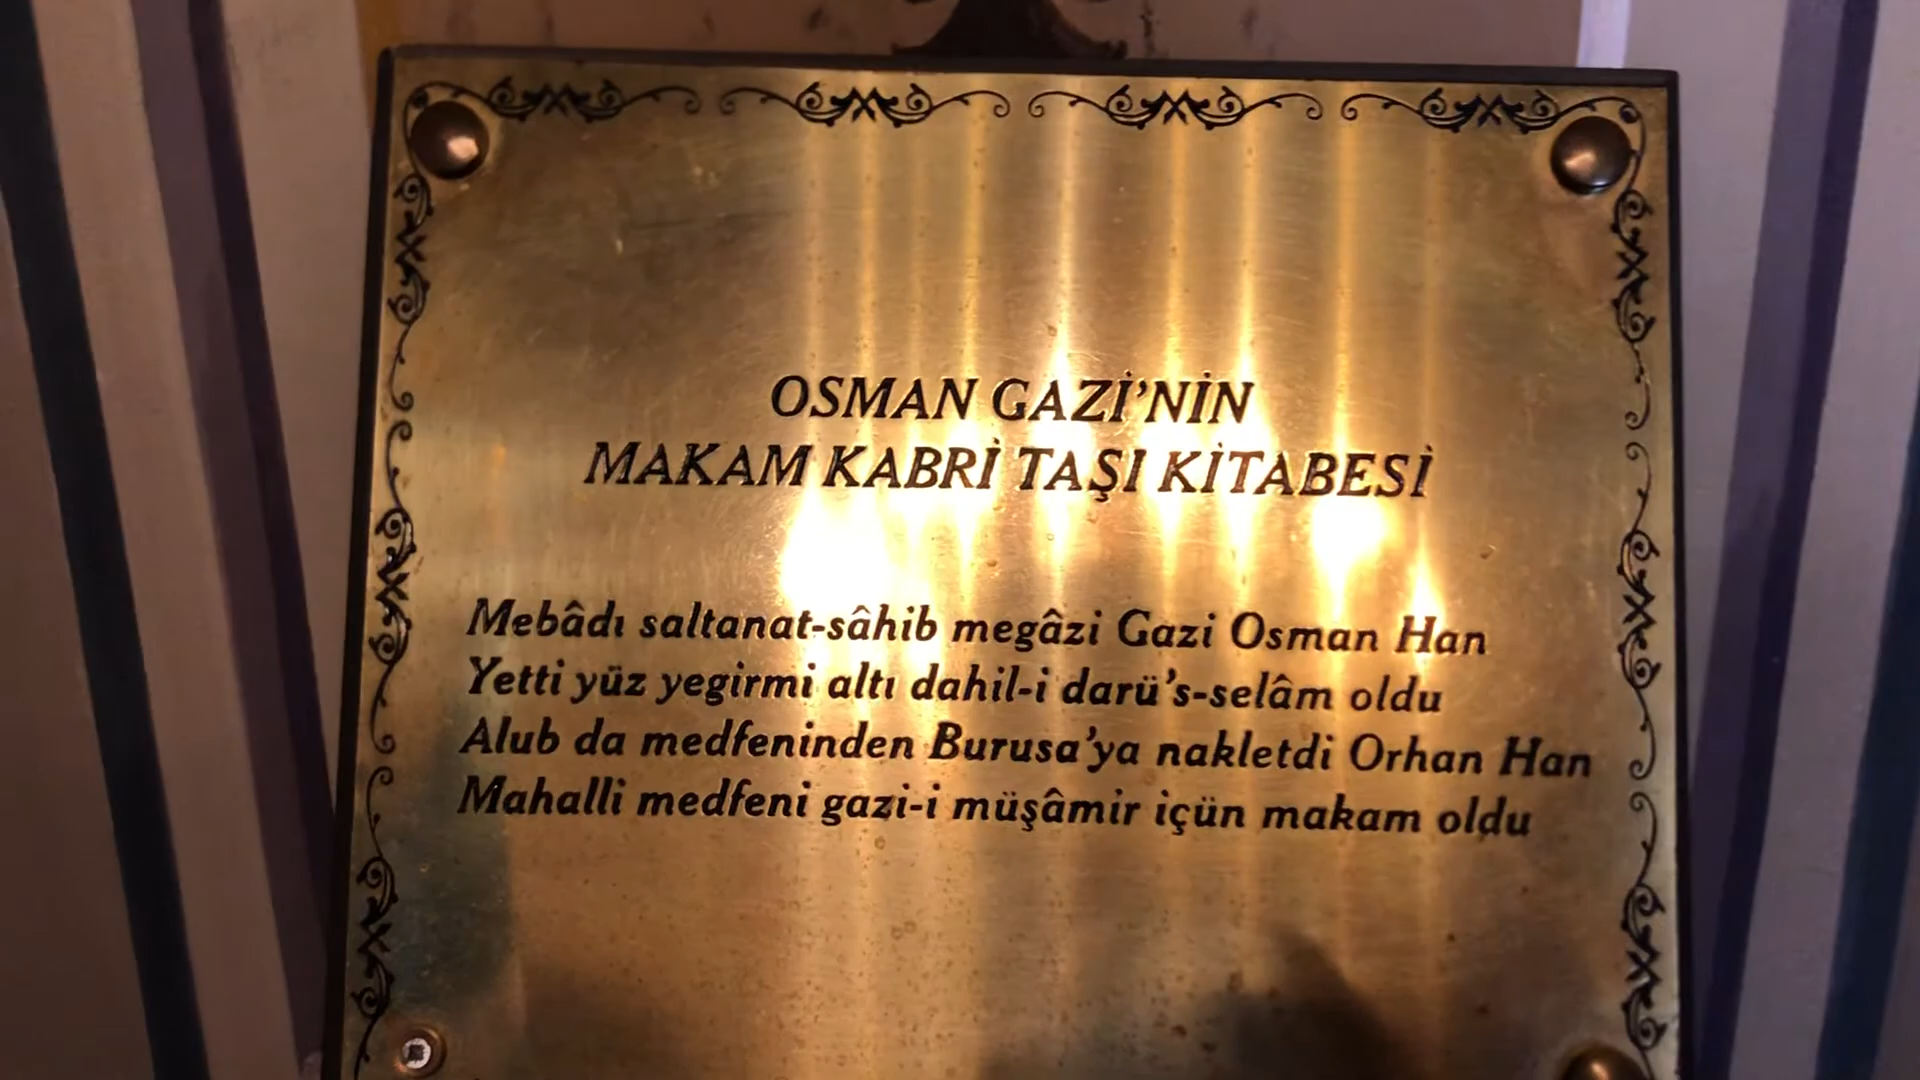 OSMAN GAZİ'NİN
MAKAM KABRİ TAŞI KİTABESİ
Mebâdı saltanat-sâhib megâzi Gazi Osman Han
Yetti yüz yegirmi altı dahil-i darü's-selâm oldu
Alub da medfeninden Burusa'ya nakletdi Orhan Han
Mahalli medfeni gazi-i müşâmir içün makam oldu